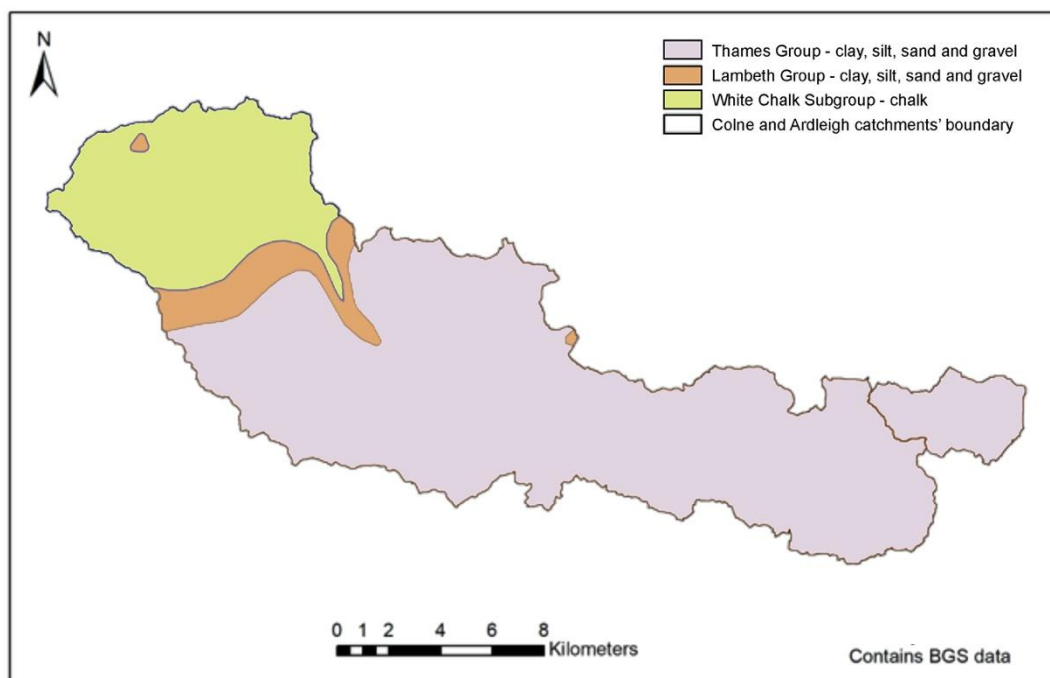 N
Thames Group - clay, silt, sand and gravel
Lambeth Group - clay, silt, sand and gravel
White Chalk Subgroup - chalk
Colne and Ardleigh catchments' boundary
0 1 2 4 6 8
Kilometers
Contains BGS data